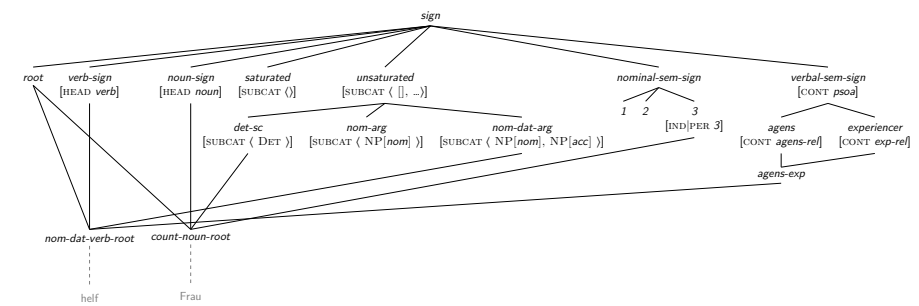 sign
root verb-sign noun-sign saturated unsaturated nominal-sem-sign verbal-sem-sign
[HEAD verb] [HEAD noun] [SUBCAT ⟨⟩] [SUBCAT ⟨ [], ...⟩] [CONT psoa]
1 2 3
[IND|PER 3]
det-sc nom-arg nom-dat-arg agens experiencer
[SUBCAT ⟨ DET ⟩] [SUBCAT ⟨ NP[nom] ⟩] [SUBCAT ⟨ NP[nom], NP[acc] ⟩] [CONT agens-rel] [CONT exp-rel]
agens-exp
nom-dat-verb-root count-noun-root
helf Frau